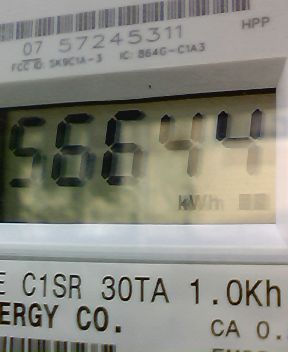 07 57245311
HPP
FCC ID: SK9C1A-3 IC: 864G-C1A3
56644
kWh
E C1SR 30TA 1.0Kh
ERGY CO.
CA 0.